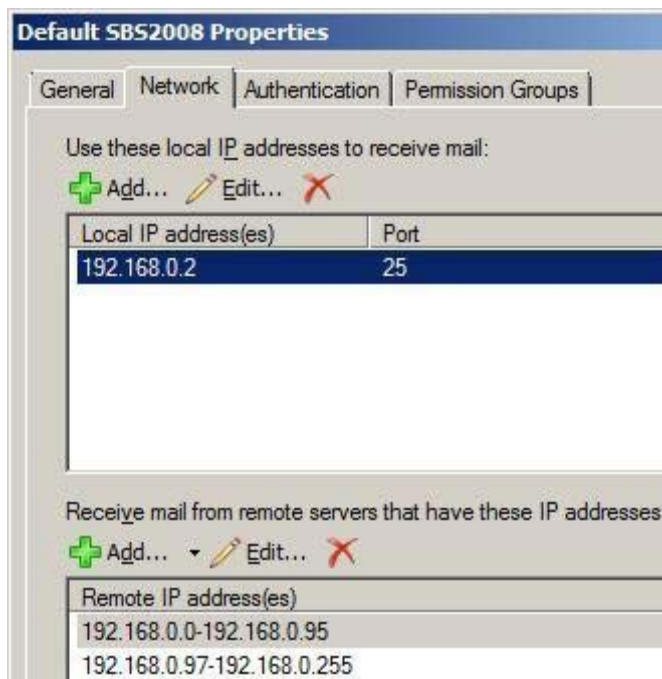 Default SBS2008 Properties
General Network Authentication Permission Groups
Use these local IP addresses to receive mail:
Add... Edit...
Local IP address(es) Port
192.168.0.2 25
Receive mail from remote servers that have these IP addresses
Add... Edit...
Remote IP address(es)
192.168.0.0-192.168.0.95
192.168.0.97-192.168.0.255